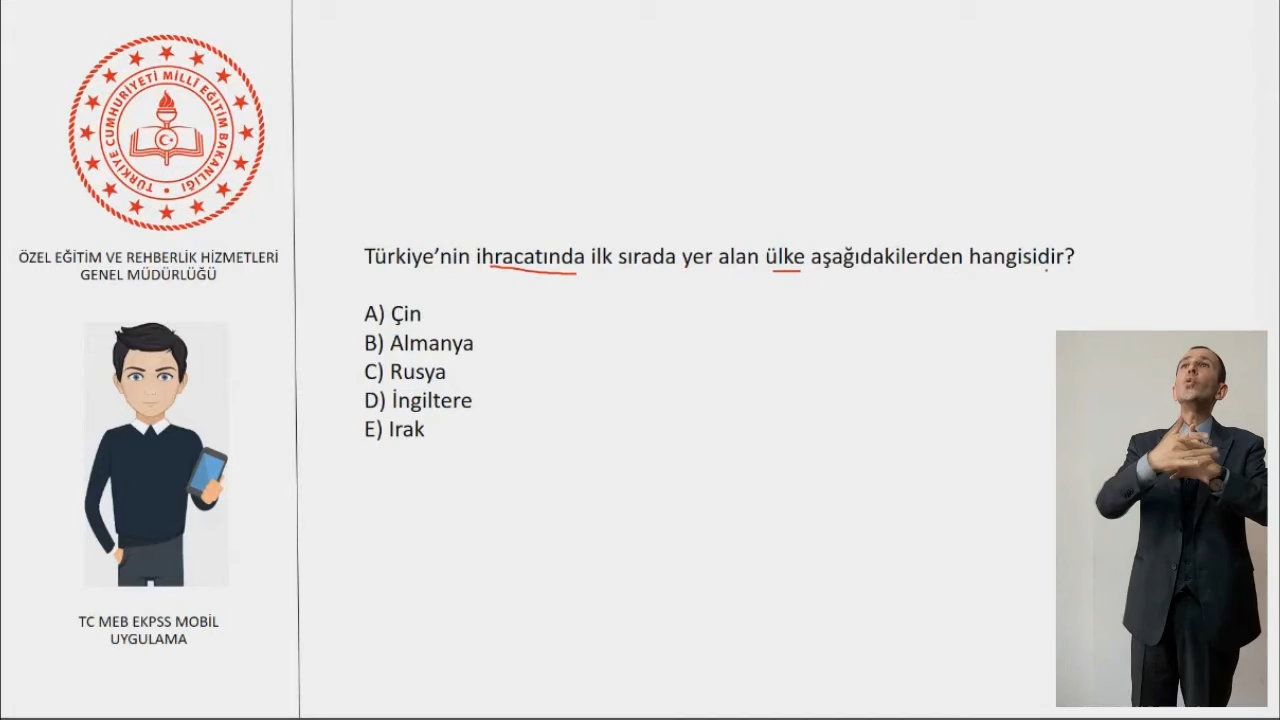 TÜRKİYE CUMHURİYETİ MİLLÎ EĞİTİM BAKANLIĞI
ÖZEL EĞİTİM VE REHBERLİK HİZMETLERİ
GENEL MÜDÜRLÜĞÜ
TC MEB EKPSS MOBİL
UYGULAMA
Türkiye’nin ihracatında ilk sırada yer alan ülke aşağıdakilerden hangisidir?
A) Çin
B) Almanya
C) Rusya
D) İngiltere
E) Irak